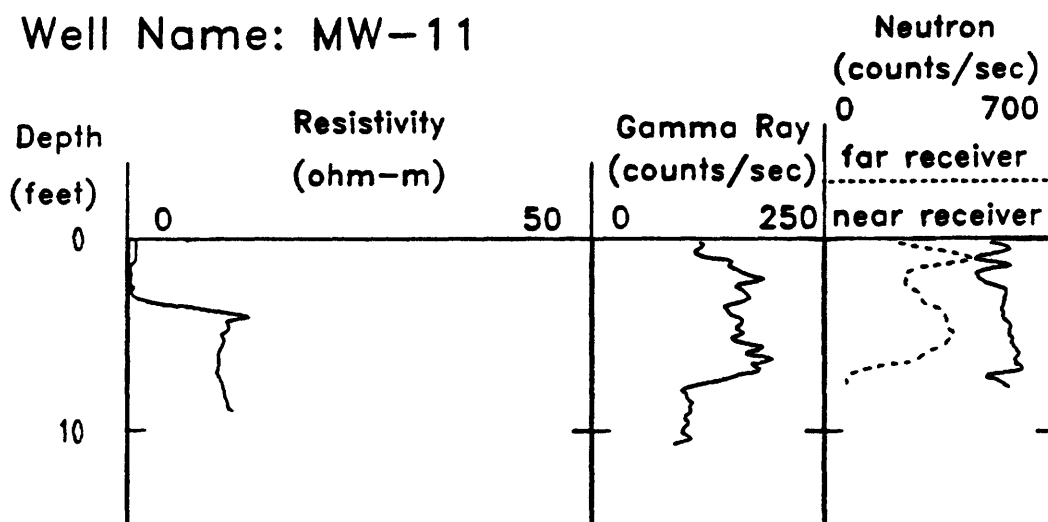 Well Name: MW-11
Depth
(feet)
Resistivity
(ohm-m)
0 50
Gamma Ray
(counts/sec)
0 250
Neutron
(counts/sec)
0 700
far receiver
near receiver
0
10